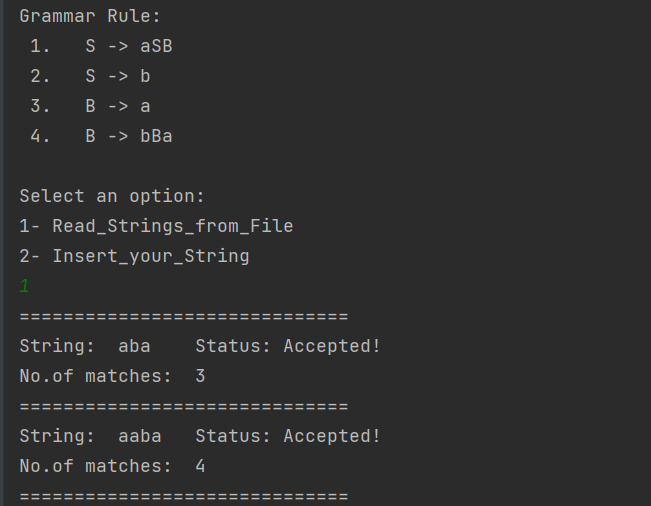 Grammar Rule:
1.   S -> aSB
2.   S -> b
3.   B -> a
4.   B -> bBa
Select an option:
1- Read_Strings_from_File
2- Insert_your_String
1
==============================
String:  aba    Status: Accepted!
No.of matches:  3
==============================
String:  aaba   Status: Accepted!
No.of matches:  4
==============================